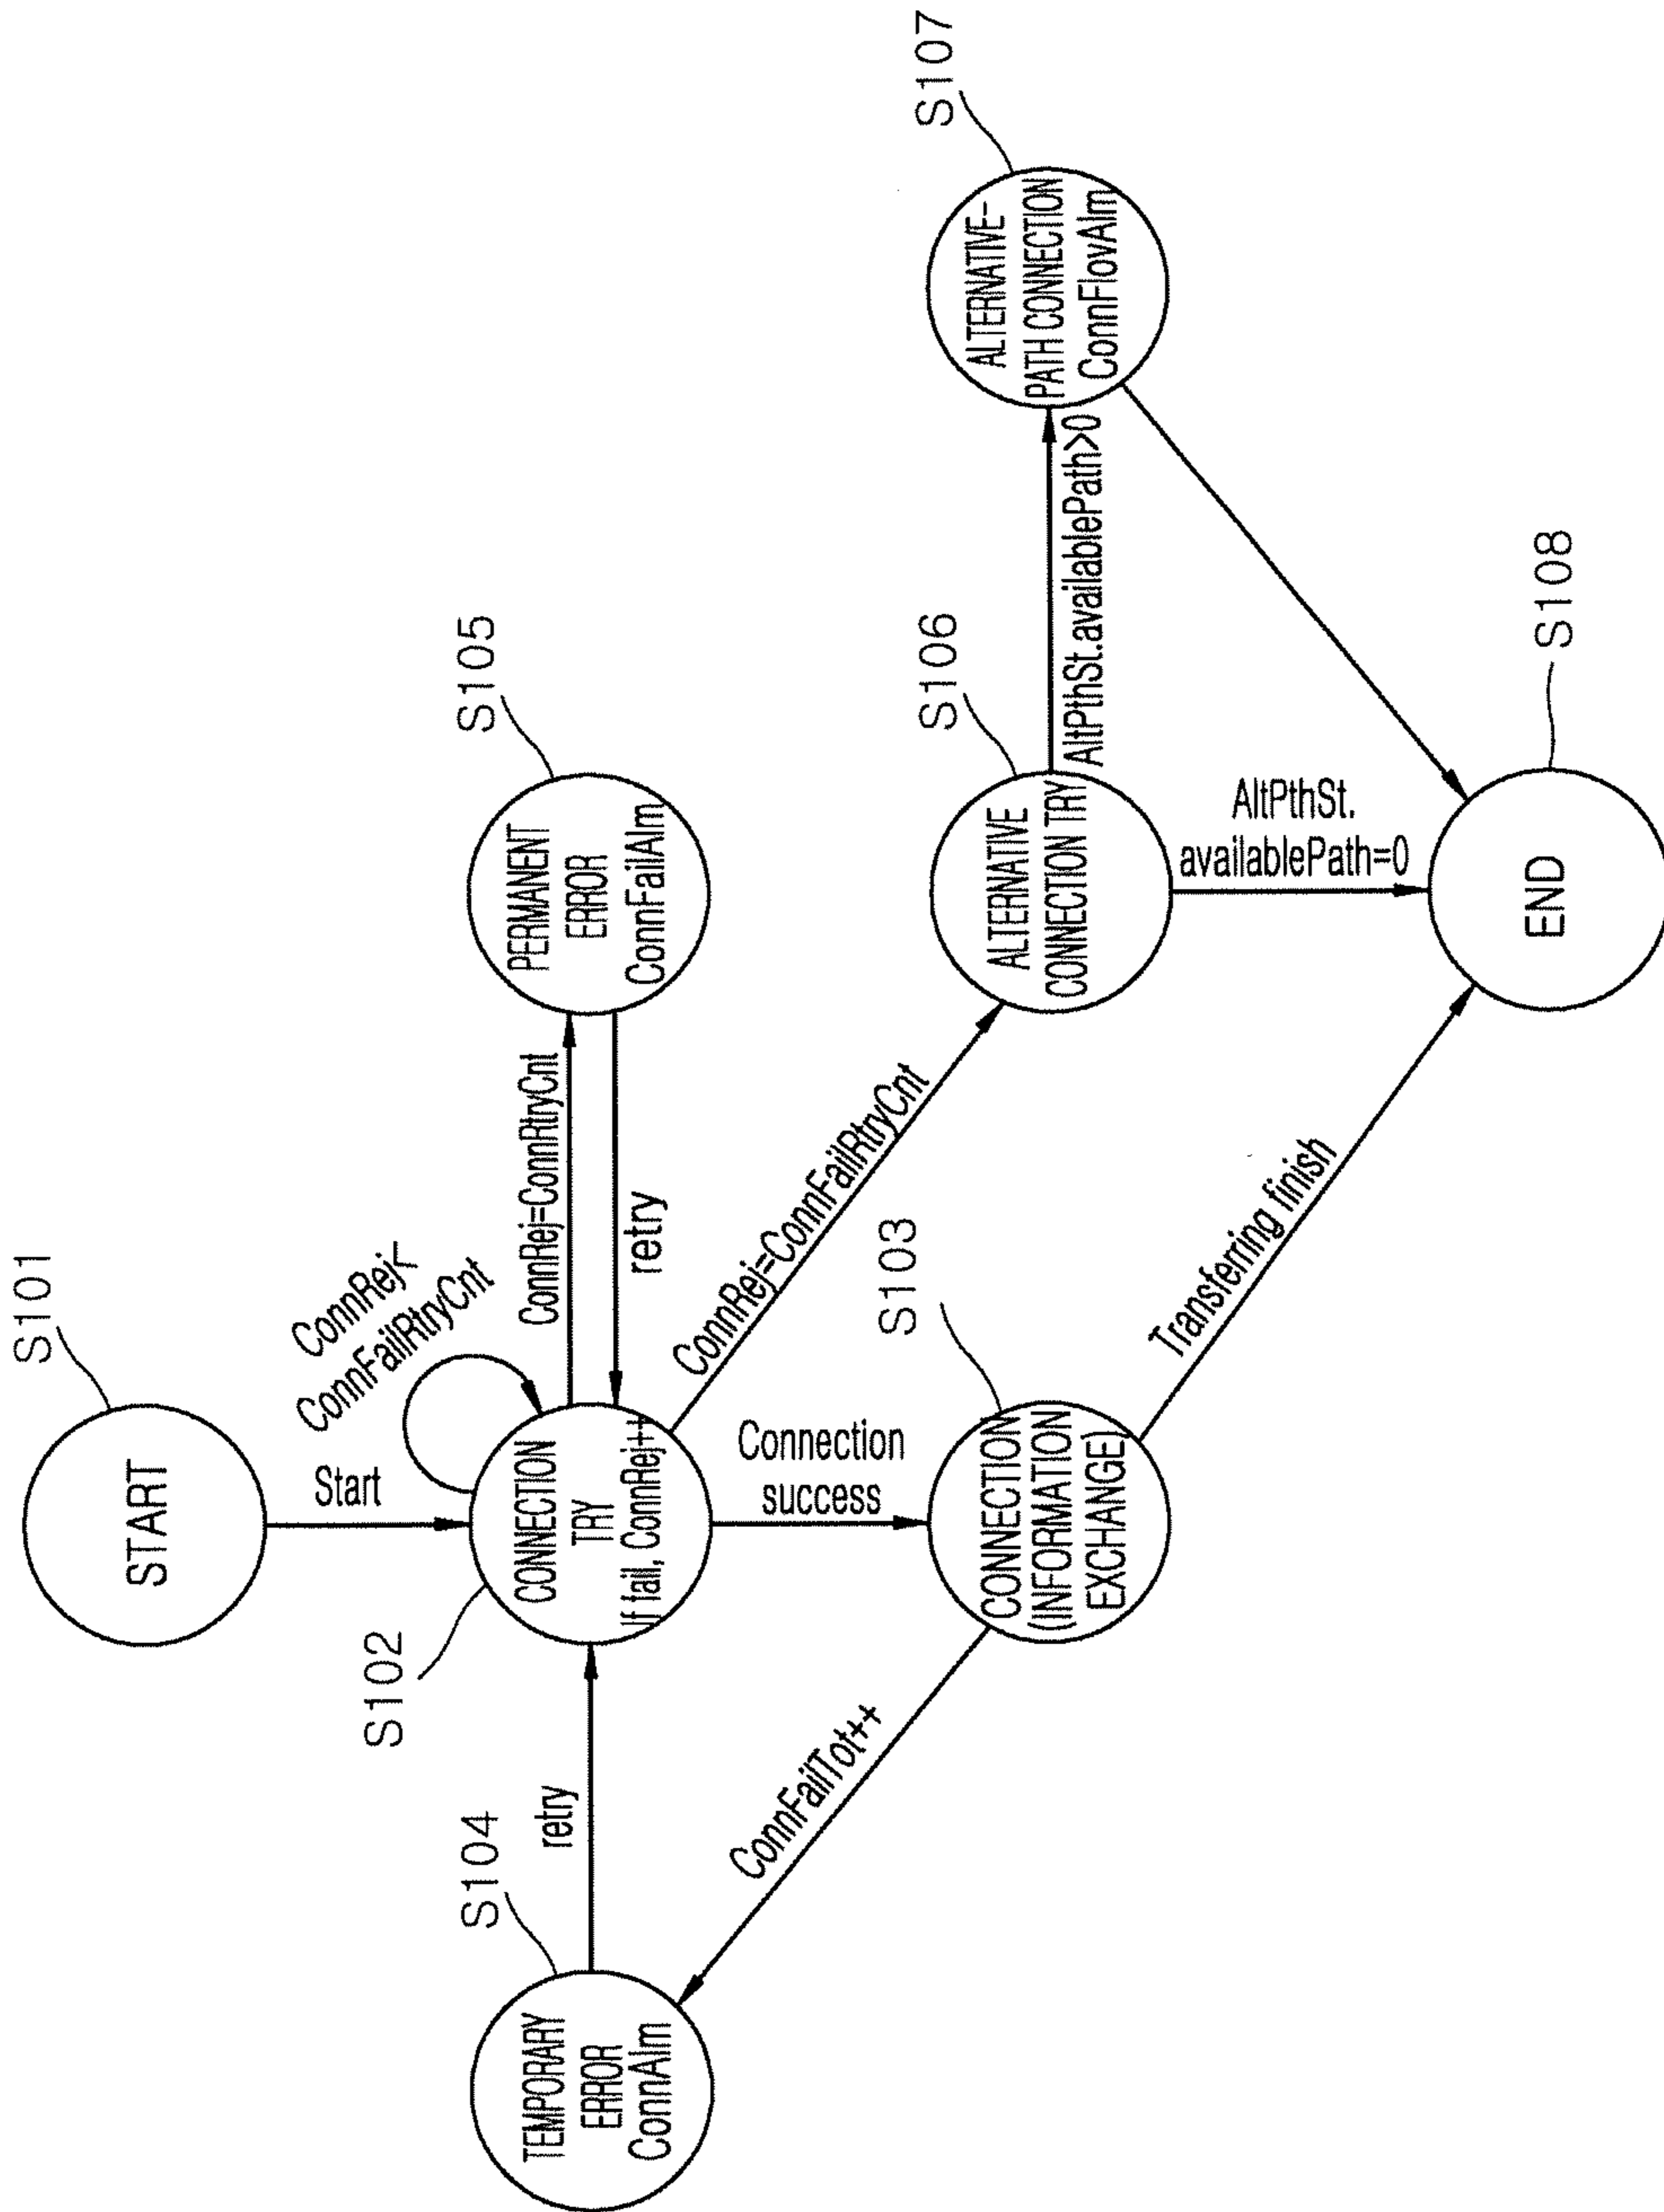 S101
START
Start
ConnRej<
ConnFailRtryCnt
S104
TEMPORARY
ERROR
ConnAlm
retry
S102
CONNECTION
TRY
If fail, ConnRej++
ConnRej=ConnRtryCnt
retry
S105
PERMANENT
ERROR
ConnFailAlm
ConnFailTot++
Connection
success
ConnRej=ConnFailRtryCnt
S103
CONNECTION
(INFORMATION
EXCHANGE)
S106
ALTERNATIVE
CONNECTION TRY
AltPthSt.availablePath>0
S107
ALTERNATIVE-
PATH CONNECTION
ConnFlovAlm
Transferring finish
AltPthSt.
availablePath=0
S108
END